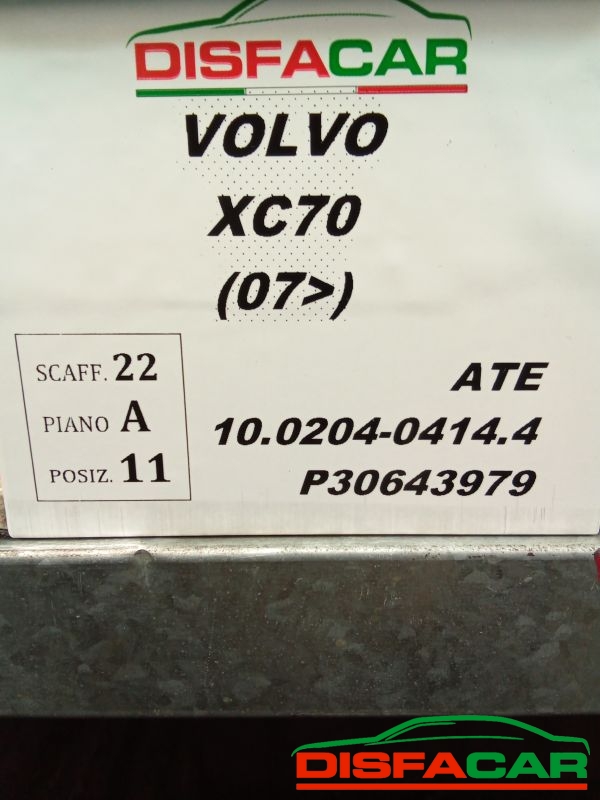 DISFACAR
VOLVO
XC70
(07>)
SCAFF. 22
PIANO A
POSIZ. 11
ATE
10.0204-0414.4
P30643979
DISFACAR